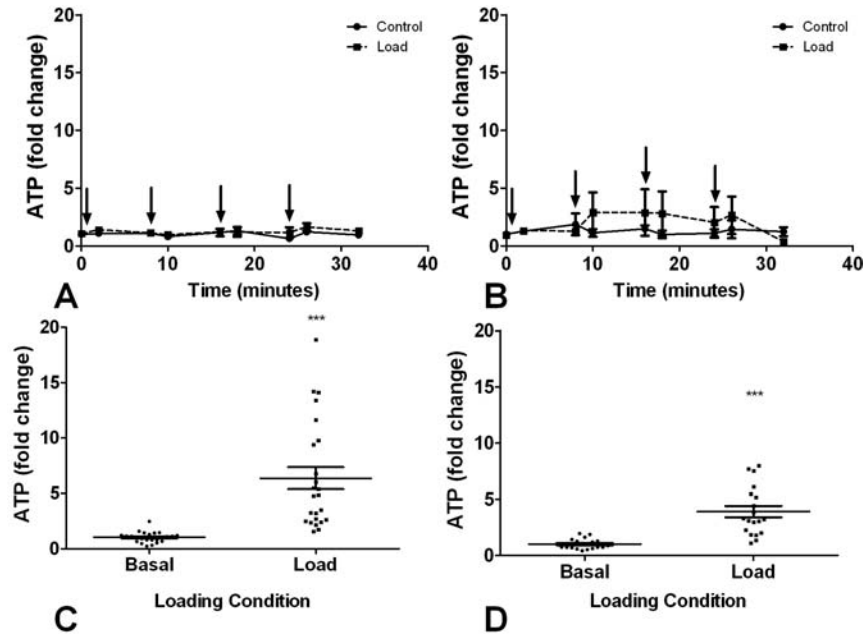 20
15
10
5
0
ATP (fold change)
Control
Load
0
10
20
30
40
Time (minutes)
A
20
15
10
5
0
ATP (fold change)
Control
Load
0
10
20
30
40
Time (minutes)
B
20
15
10
5
0
ATP (fold change)
***
Basal
Load
Loading Condition
C
20
15
10
5
0
ATP (fold change)
***
Basal
Load
Loading Condition
D